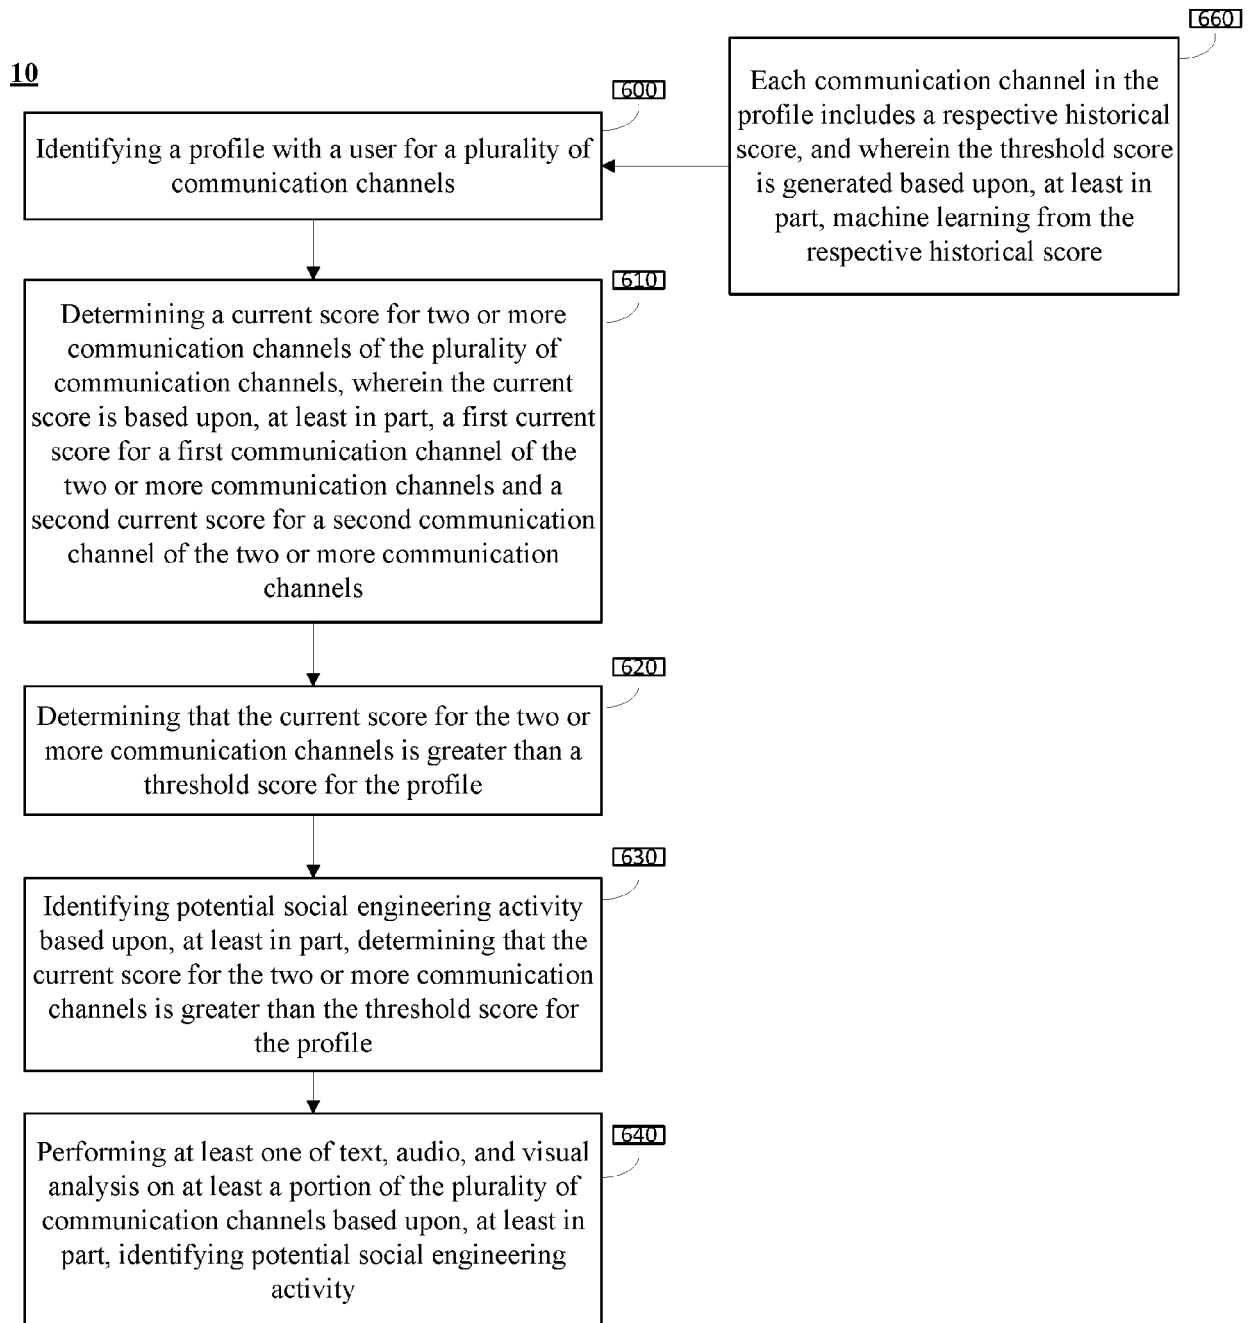 10
660
Each communication channel in the
profile includes a respective historical
score, and wherein the threshold score
is generated based upon, at least in
part, machine learning from the
respective historical score
600
Identifying a profile with a user for a plurality of
communication channels
610
Determining a current score for two or more
communication channels of the plurality of
communication channels, wherein the current
score is based upon, at least in part, a first current
score for a first communication channel of the
two or more communication channels and a
second current score for a second communication
channel of the two or more communication
channels
620
Determining that the current score for the two or
more communication channels is greater than a
threshold score for the profile
630
Identifying potential social engineering activity
based upon, at least in part, determining that the
current score for the two or more communication
channels is greater than the threshold score for
the profile
640
Performing at least one of text, audio, and visual
analysis on at least a portion of the plurality of
communication channels based upon, at least in
part, identifying potential social engineering
activity